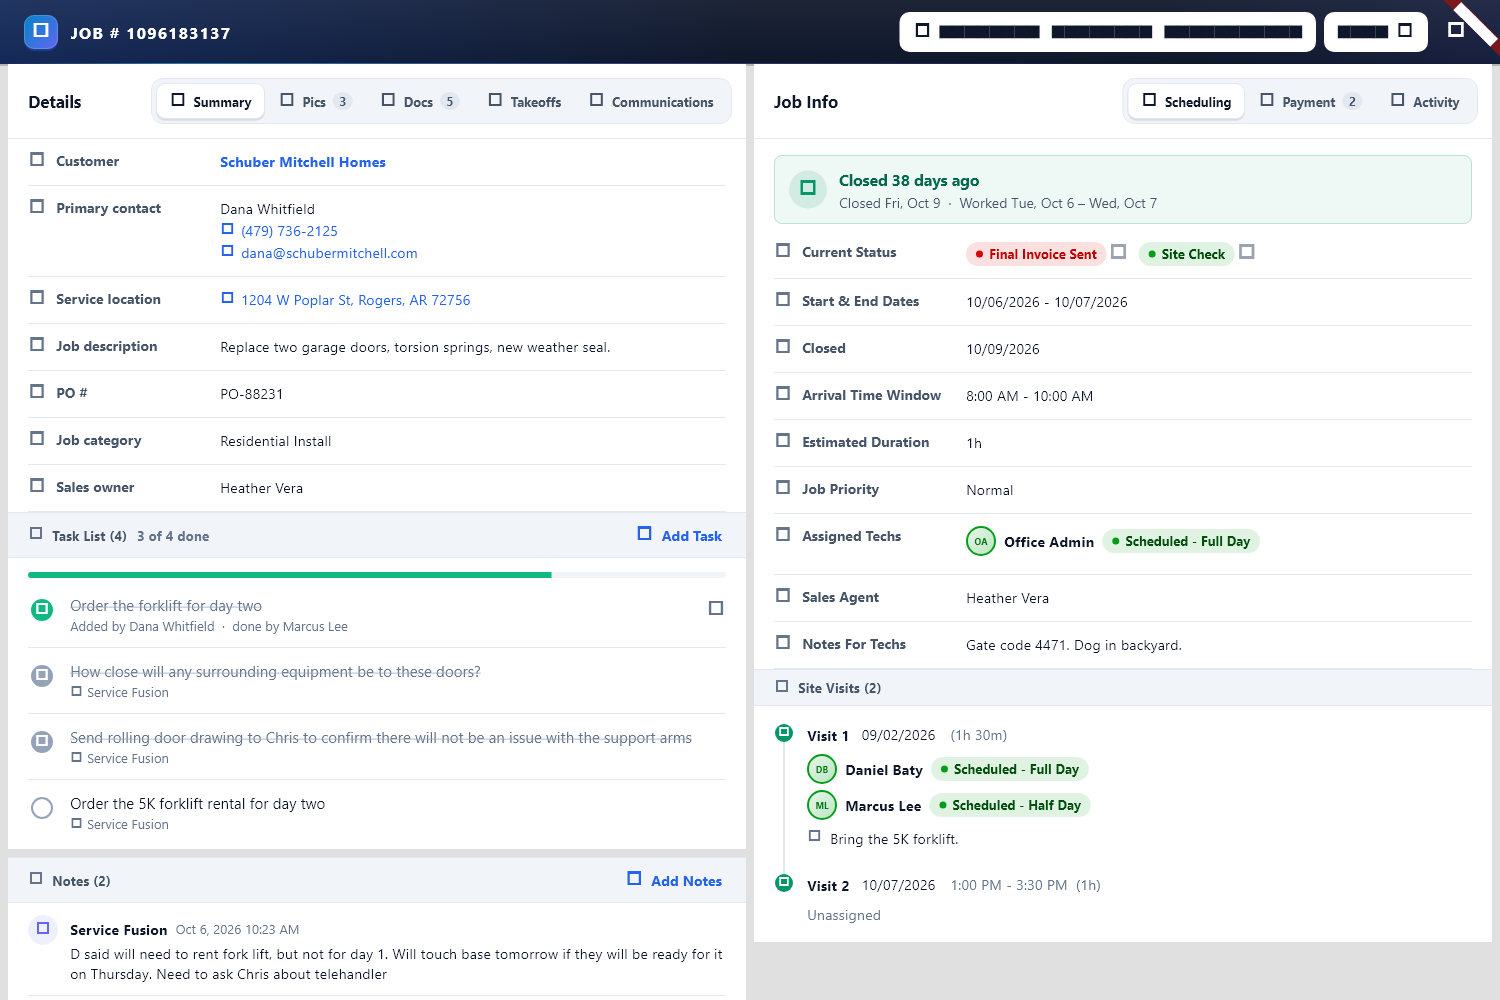 JOB # 1096183137
Details
Summary
Pics 3
Docs 5
Takeoffs
Communications
Customer
Schuber Mitchell Homes
Primary contact
Dana Whitfield
(479) 736-2125
dana@schubermitchell.com
Service location
1204 W Poplar St, Rogers, AR 72756
Job description
Replace two garage doors, torsion springs, new weather seal.
PO #
PO-88231
Job category
Residential Install
Sales owner
Heather Vera
Task List (4) 3 of 4 done
Add Task
Order the forklift for day two
Added by Dana Whitfield · done by Marcus Lee
How close will any surrounding equipment be to these doors?
Service Fusion
Send rolling door drawing to Chris to confirm there will not be an issue with the support arms
Service Fusion
Order the 5K forklift rental for day two
Service Fusion
Notes (2)
Add Notes
Service Fusion Oct 6, 2026 10:23 AM
D said will need to rent fork lift, but not for day 1. Will touch base tomorrow if they will be ready for it
on Thursday. Need to ask Chris about telehandler
Job Info
Scheduling
Payment 2
Activity
Closed 38 days ago
Closed Fri, Oct 9 · Worked Tue, Oct 6 – Wed, Oct 7
Current Status
Final Invoice Sent
Site Check
Start & End Dates
10/06/2026 - 10/07/2026
Closed
10/09/2026
Arrival Time Window
8:00 AM - 10:00 AM
Estimated Duration
1h
Job Priority
Normal
Assigned Techs
OA Office Admin Scheduled - Full Day
Sales Agent
Heather Vera
Notes For Techs
Gate code 4471. Dog in backyard.
Site Visits (2)
Visit 1 09/02/2026 (1h 30m)
DB Daniel Baty Scheduled - Full Day
ML Marcus Lee Scheduled - Half Day
Bring the 5K forklift.
Visit 2 10/07/2026 1:00 PM - 3:30 PM (1h)
Unassigned